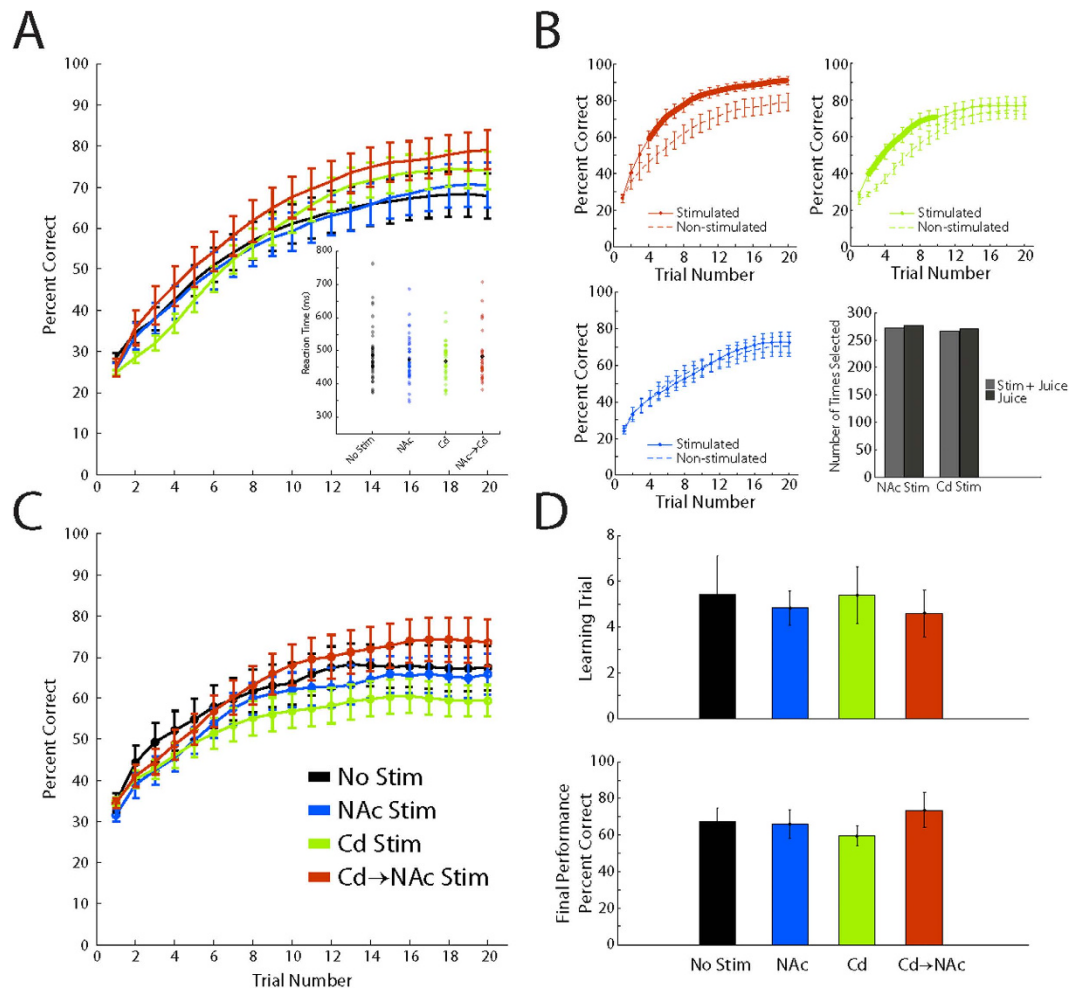 A
Percent Correct
100
90
80
70
60
50
40
30
20
10
0
0 2 4 6 8 10 12 14 16 18 20
Reaction Time (ms)
800
700
600
500
400
300
No Stim
NAc
Cd
NAc→Cd
B
Percent Correct
100
80
60
40
20
0
Stimulated
Non-stimulated
0 4 8 12 16 20
Trial Number
Percent Correct
100
80
60
40
20
0
Stimulated
Non-stimulated
0 4 8 12 16 20
Trial Number
Percent Correct
100
80
60
40
20
0
Stimulated
Non-stimulated
0 4 8 12 16 20
Trial Number
Number of Times Selected
300
250
200
150
100
50
0
Stim+ Juice
Juice
NAc Stim Cd Stim
C
Percent Correct
100
90
80
70
60
50
40
30
20
10
0
No Stim
NAc Stim
Cd Stim
Cd→NAc Stim
0 2 4 6 8 10 12 14 16 18 20
Trial Number
D
Learning Trial
8
6
4
2
0
Final Performance
Percent Correct
100
80
60
40
20
0
No Stim NAc Cd Cd→NAc